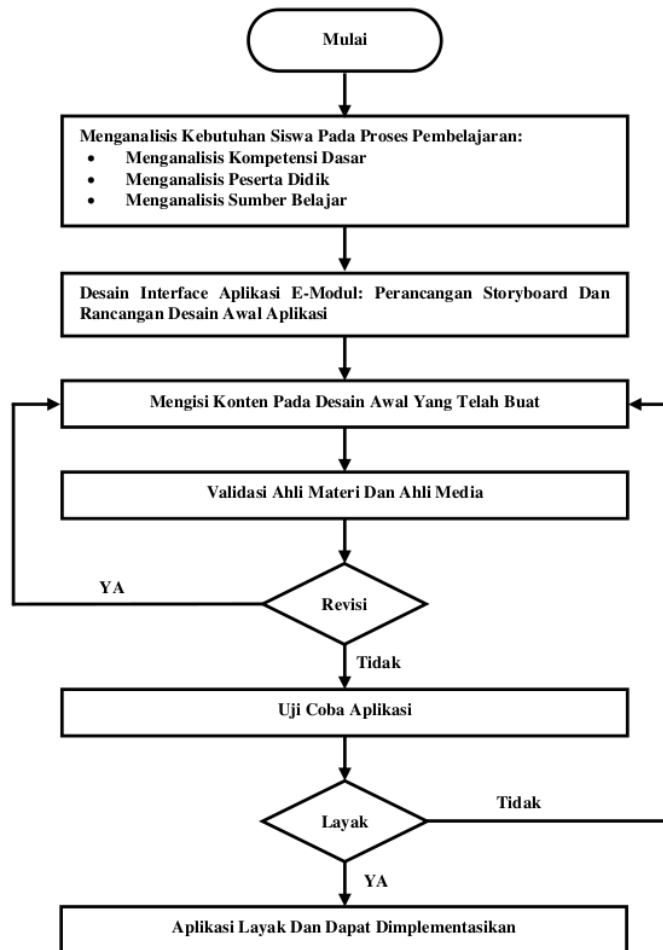 Mulai
Menganalisis Kebutuhan Siswa Pada Proses Pembelajaran:
• Menganalisis Kompetensi Dasar
• Menganalisis Peserta Didik
• Menganalisis Sumber Belajar
Desain Interface Aplikasi E-Modul: Perancangan Storyboard Dan
Rancangan Desain Awal Aplikasi
Mengisi Konten Pada Desain Awal Yang Telah Buat
Validasi Ahli Materi Dan Ahli Media
YA
Revisi
Tidak
Uji Coba Aplikasi
Tidak
Layak
YA
Aplikasi Layak Dan Dapat Dimplementasikan